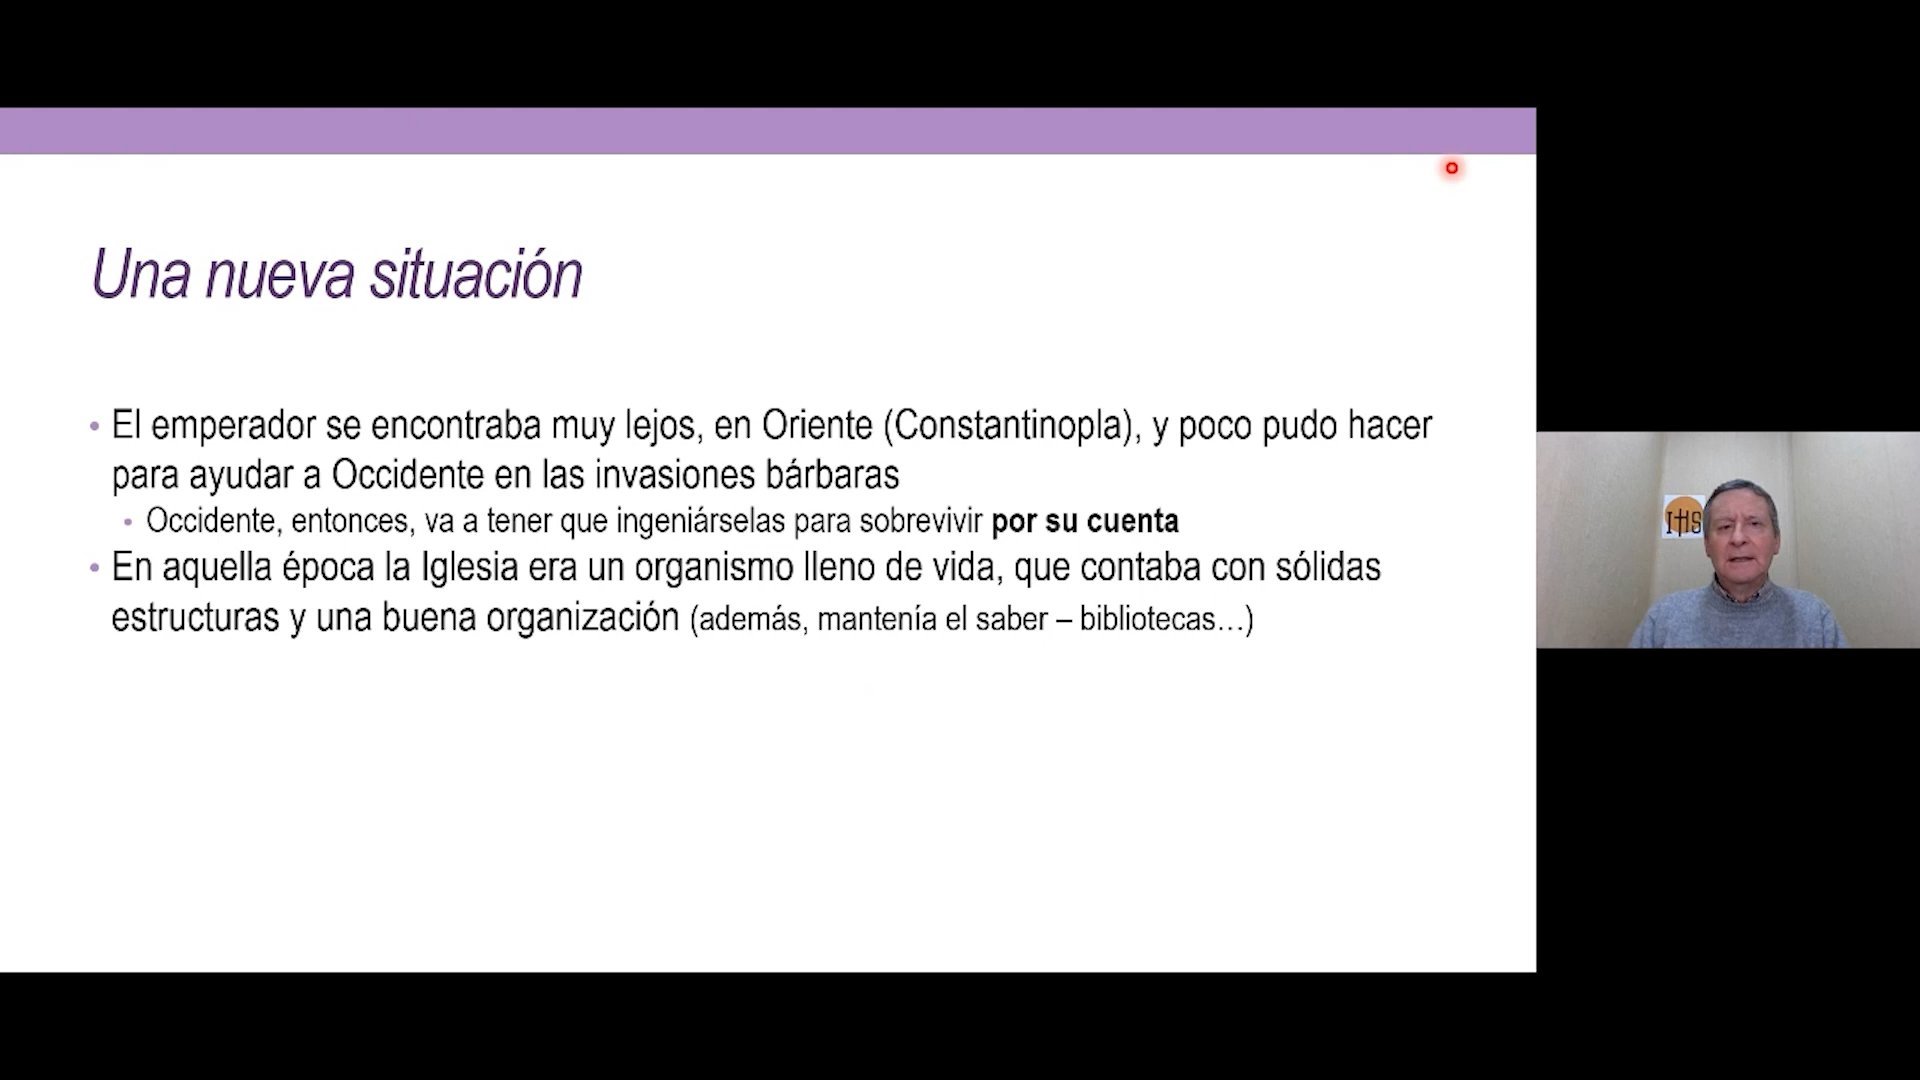 Una nueva situación
• El emperador se encontraba muy lejos, en Oriente (Constantinopla), y poco pudo hacer
para ayudar a Occidente en las invasiones bárbaras
• Occidente, entonces, va a tener que ingeniárselas para sobrevivir por su cuenta
• En aquella época la Iglesia era un organismo lleno de vida, que contaba con sólidas
estructuras y una buena organización (además, mantenía el saber – bibliotecas…)
IHS